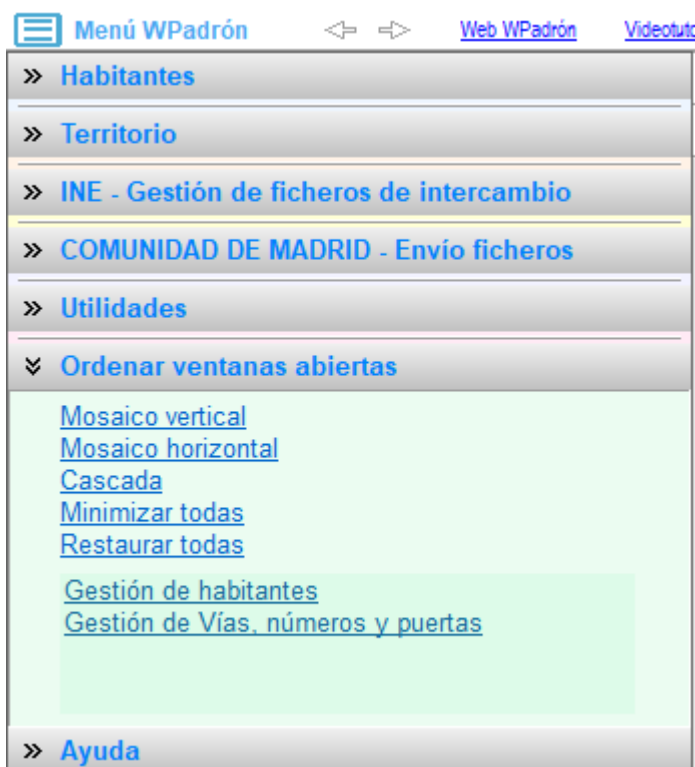 Menú WPadrón
Web WPadrón
Habitantes
Territorio
INE - Gestión de ficheros de intercambio
COMUNIDAD DE MADRID - Envío ficheros
Utilidades
Ordenar ventanas abiertas
Mosaico vertical
Mosaico horizontal
Cascada
Minimizar todas
Restaurar todas
Gestión de habitantes
Gestión de Vías, números y puertas
Ayuda